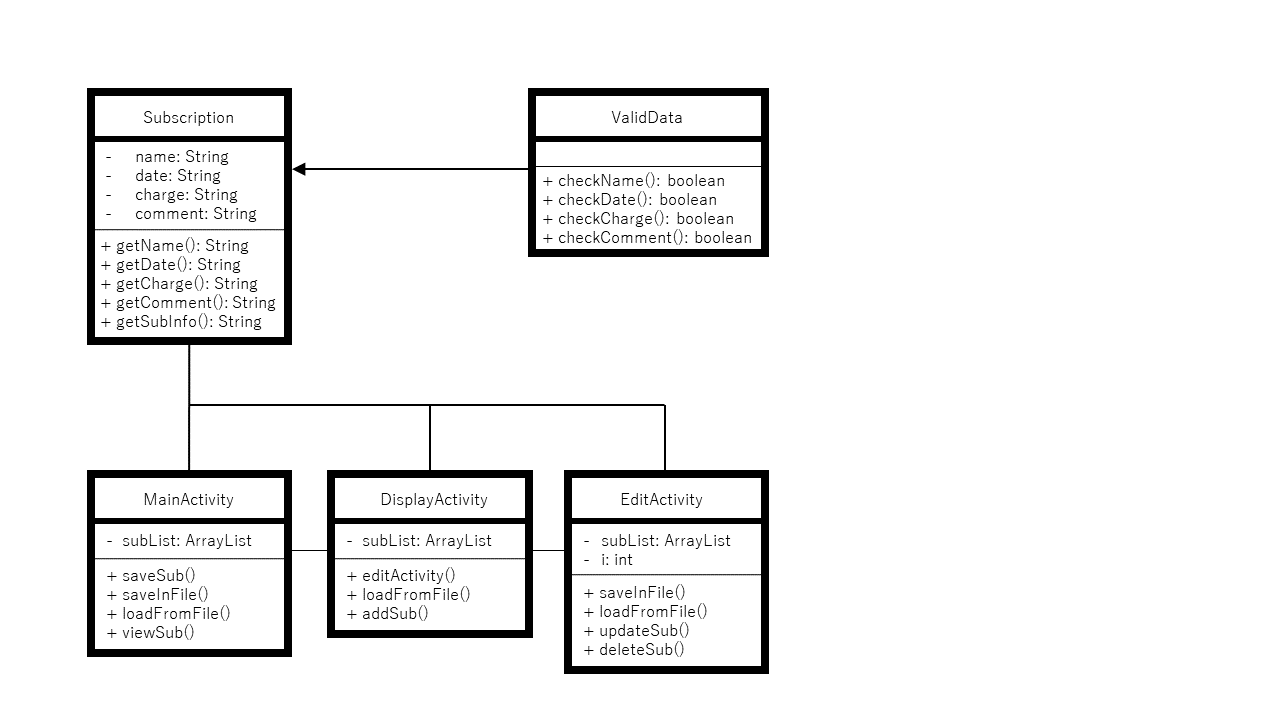 Subscription
- name: String
- date: String
- charge: String
- comment: String
+ getName(): String
+ getDate(): String
+ getCharge(): String
+ getComment(): String
+ getSubInfo(): String
ValidData
+ checkName(): boolean
+ checkDate(): boolean
+ checkCharge(): boolean
+ checkComment(): boolean
MainActivity
- subList: ArrayList
+ saveSub()
+ saveInFile()
+ loadFromFile()
+ viewSub()
DisplayActivity
- subList: ArrayList
+ editActivity()
+ loadFromFile()
+ addSub()
EditActivity
- subList: ArrayList
- i: int
+ saveInFile()
+ loadFromFile()
+ updateSub()
+ deleteSub()